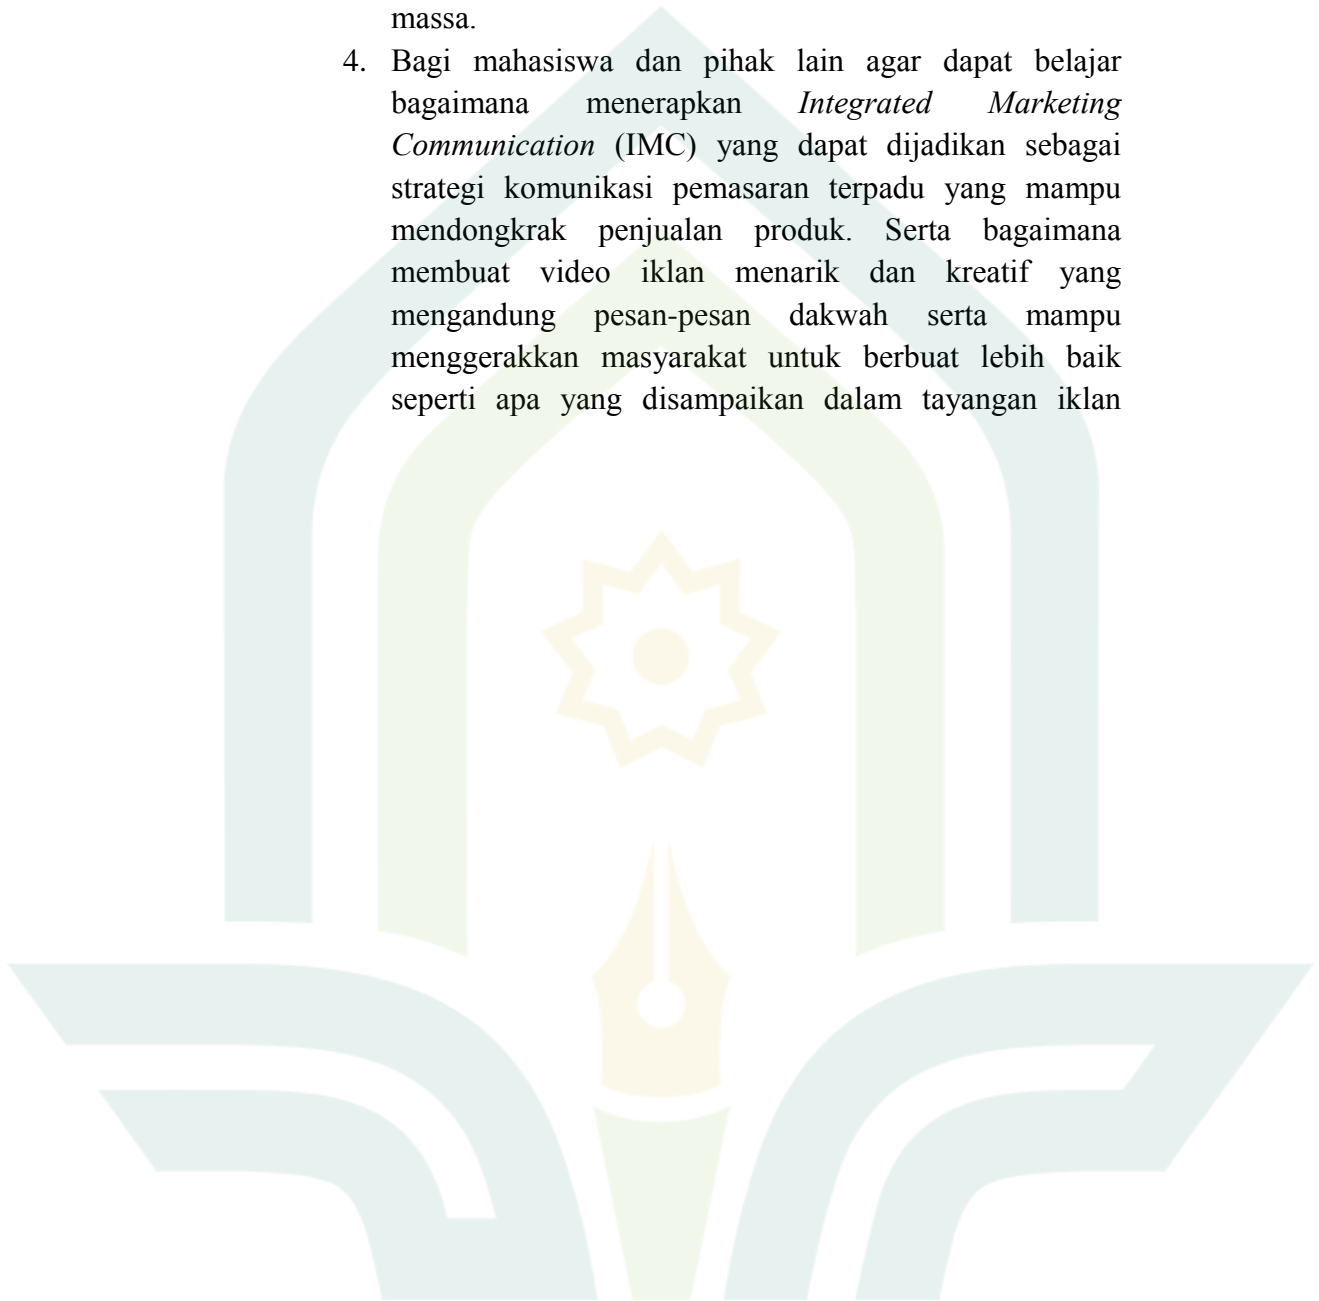 massa.
4. Bagi mahasiswa dan pihak lain agar dapat belajar
bagaimana menerapkan Integrated Marketing
Communication (IMC) yang dapat dijadikan sebagai
strategi komunikasi pemasaran terpadu yang mampu
mendongkrak penjualan produk. Serta bagaimana
membuat video iklan menarik dan kreatif yang
mengandung pesan-pesan dakwah serta mampu
menggerakkan masyarakat untuk berbuat lebih baik
seperti apa yang disampaikan dalam tayangan iklan